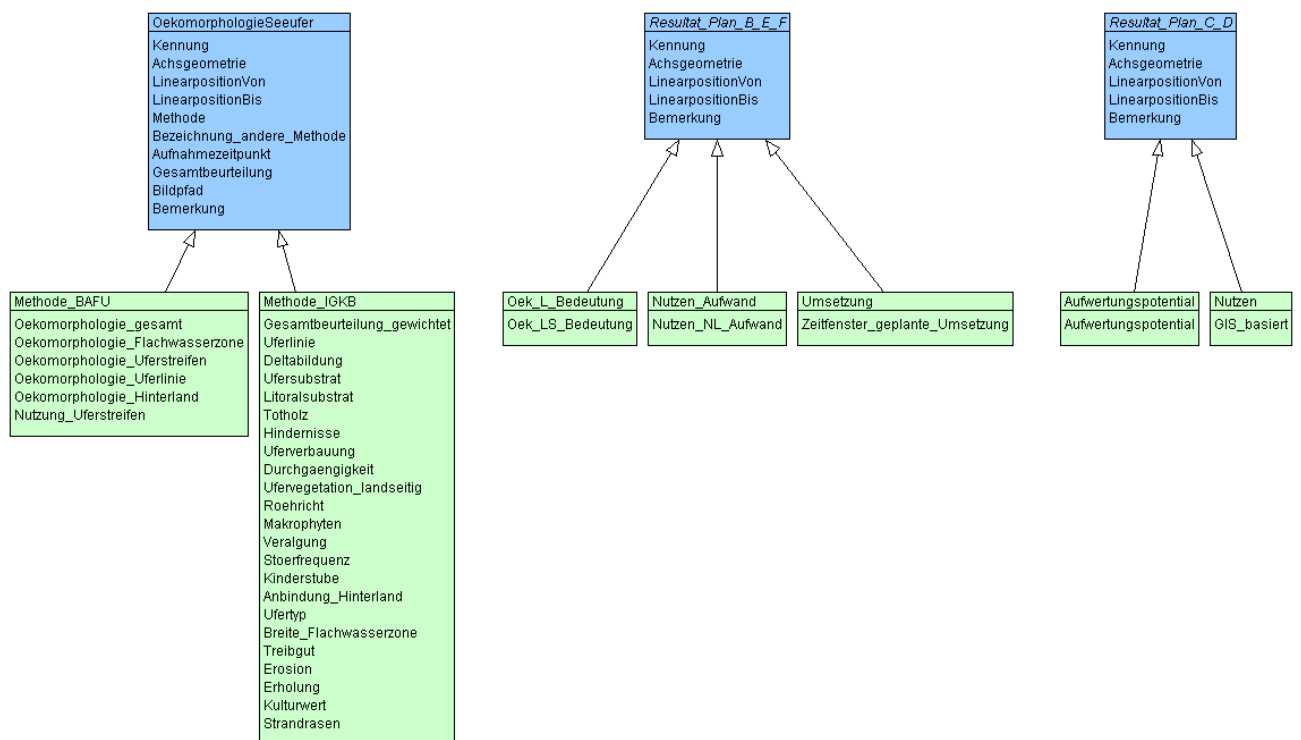 OekomorphologieSeeufer
Kennung
Achsgeometrie
LinearpositionVon
LinearpositionBis
Methode
Bezeichnung_andere_Methode
Aufnahmezeitpunkt
Gesamtbeurteilung
Bildpfad
Bemerkung
Resultat_Plan_B_E_F
Kennung
Achsgeometrie
LinearpositionVon
LinearpositionBis
Bemerkung
Resultat_Plan_C_D
Kennung
Achsgeometrie
LinearpositionVon
LinearpositionBis
Bemerkung
Methode_BAFU
Oekomorphologie_gesamt
Oekomorphologie_Flachwasserzone
Oekomorphologie_Uferstreifen
Oekomorphologie_Uferlinie
Oekomorphologie_Hinterland
Nutzung_Uferstreifen
Methode_IGKB
Gesamtbeurteilung_gewichtet
Uferlinie
Deltabildung
Ufersubstrat
Litoralsubstrat
Totholz
Hindernisse
Uferverbauung
Durchgaengigkeit
Ufervegetation_landseitig
Roehricht
Makrophyten
Veralgung
Stoerfrequenz
Kinderstube
Anbindung_Hinterland
Ufertyp
Breite_Flachwasserzone
Treibgut
Erosion
Erholung
Kulturwert
Strandrasen
Oek_L_Bedeutung
Oek_LS_Bedeutung
Nutzen_Aufwand
Nutzen_NL_Aufwand
Umsetzung
Zeitfenster_geplante_Umsetzung
Aufwertungspotential
Aufwertungspotential
Nutzen
GIS_basiert